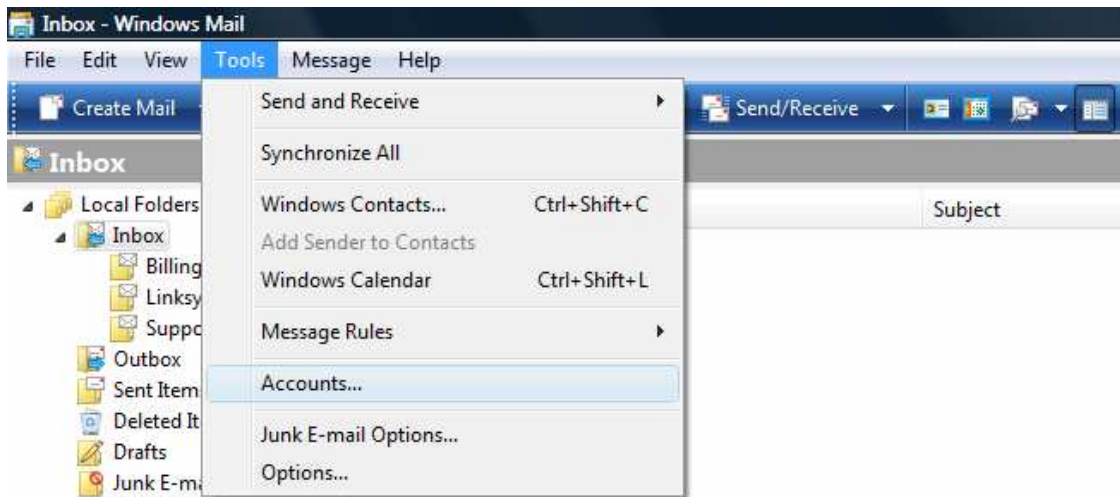 Inbox - Windows Mail
File Edit View Tools Message Help
Create Mail Send/Receive
Inbox
Send and Receive
Synchronize All
Windows Contacts... Ctrl+Shift+C
Add Sender to Contacts
Windows Calendar Ctrl+Shift+L
Message Rules
Accounts...
Junk E-mail Options...
Options...
Subject
Local Folders
Inbox
Billing
Linksy
Suppo
Outbox
Sent Item
Deleted It
Drafts
Junk E-ma